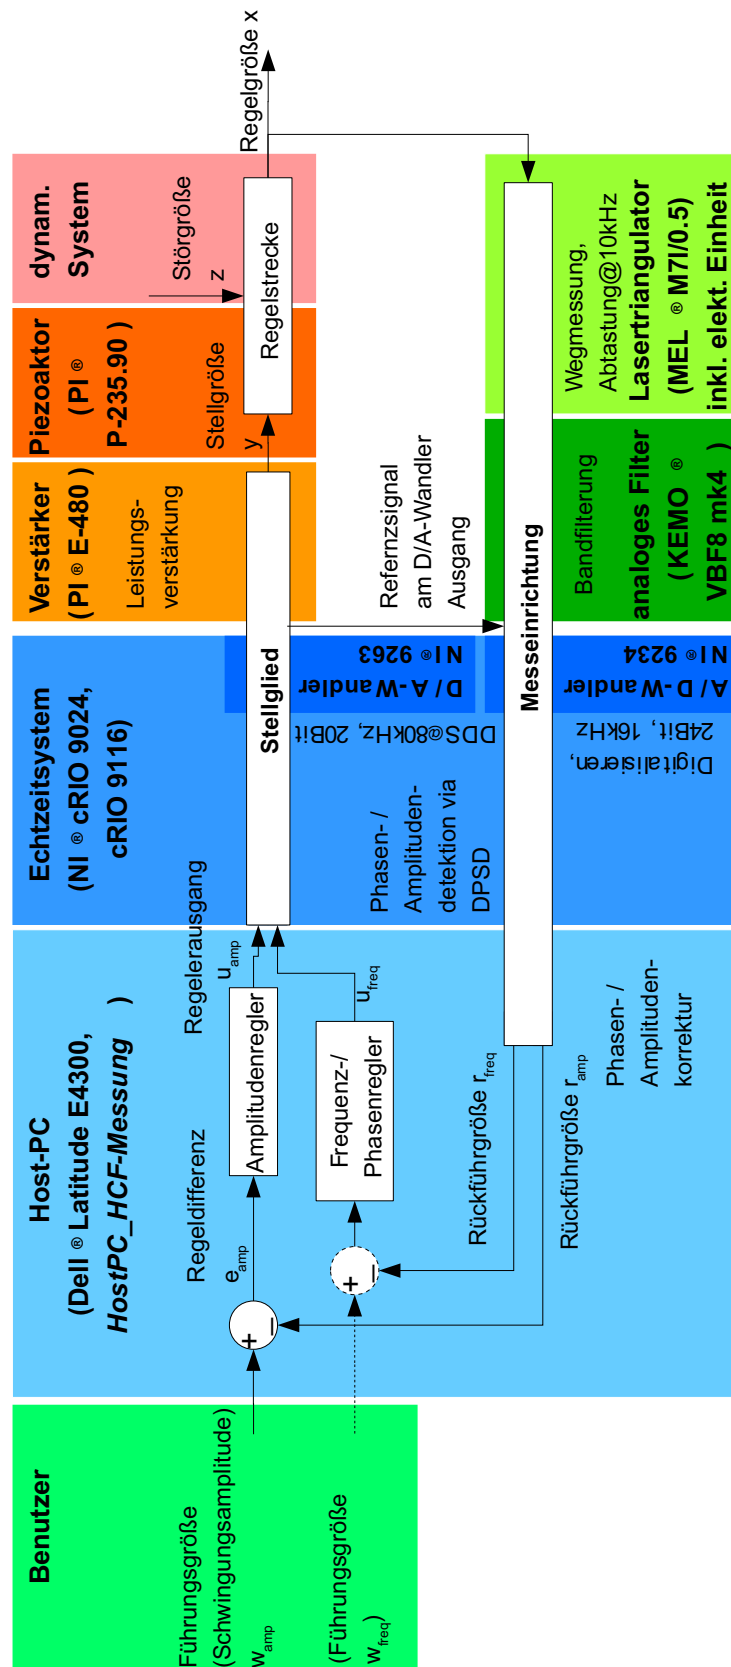 Benutzer
Führungsgröße
(Schwingungsamplitude)
w_amp
(Führungsgröße
w_freq)
Host-PC
(Dell ® Latitude E4300,
HostPC_HCF-Messung )
Regeldifferenz
e_amp
+
−
+
−
Amplitudenregler
Frequenz-/
Phasenregler
Regelerausgang
u_amp
u_freq
Rückführgröße r_freq
Rückführgröße r_amp
Phasen- /
Amplituden-
korrektur
Echtzeitsystem
(NI ® cRIO 9024,
cRIO 9116)
Stellglied
D/A-Wandler
NI® 9263
DDS@80kHz, 20Bit
Phasen- /
Amplituden-
detektion via
DPSD
A/D-Wandler
NI® 9234
Digitalisieren,
24Bit, 16kHz
Messeinrichtung
Verstärker
(PI ® E-480 )
Leistungs-
verstärkung
Refernzsignal
am D/A-Wandler
Ausgang
Bandfilterung
analoges Filter
(KEMO ®
VBF8 mk4 )
Piezoaktor
(PI ®
P-235.90 )
Stellgröße
y
Regelstrecke
dynam.
System
Störgröße
z
Regelgröße x
Wegmessung,
Abtastung@10kHz
Lasertriangulator
(MEL ® M7I/0.5)
inkl. elekt. Einheit